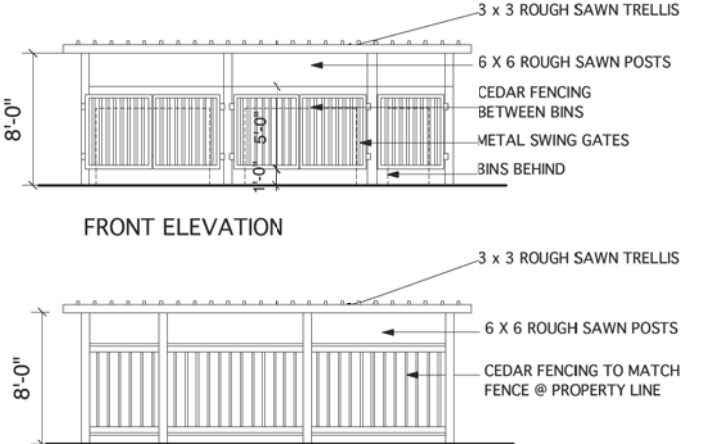 3 x 3 ROUGH SAWN TRELLIS
6 X 6 ROUGH SAWN POSTS
CEDAR FENCING
BETWEEN BINS
METAL SWING GATES
BINS BEHIND
8'-0"
5'-0"
1'-0"
FRONT ELEVATION
3 x 3 ROUGH SAWN TRELLIS
6 X 6 ROUGH SAWN POSTS
CEDAR FENCING TO MATCH
FENCE @ PROPERTY LINE
8'-0"